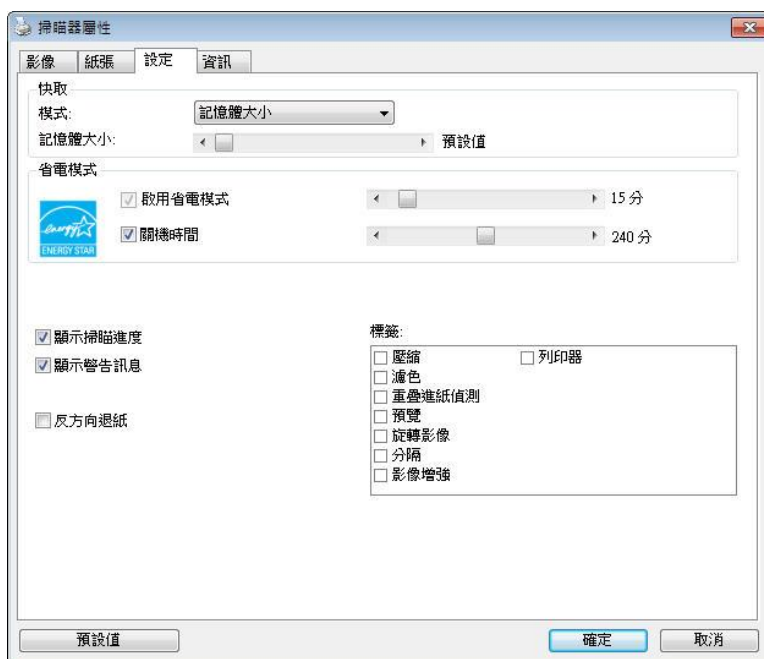 掃瞄器屬性
影像 紙張 設定 資訊
快取
模式: 記憶體大小
記憶體大小: 預設值
省電模式
energy
ENERGY STAR
啟用省電模式 15 分
關機時間 240 分
顯示掃瞄進度
顯示警告訊息
反方向退紙
標籤:
壓縮 列印器
濾色
重疊進紙偵測
預覽
旋轉影像
分隔
影像增強
預設值 確定 取消